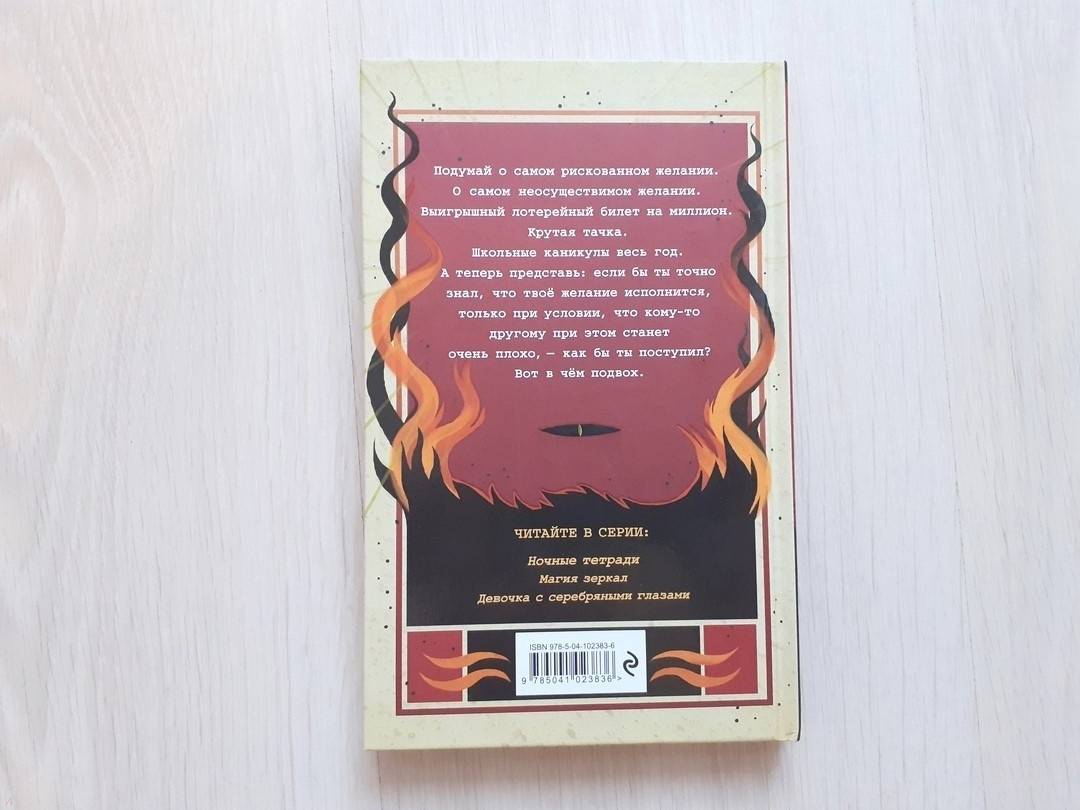 Подумай о самом рискованном желании.
О самом неосуществимом желании.
Выигрышный лотерейный билет на миллион.
Крутая тачка.
Школьные каникулы весь год.
А теперь представь: если бы ты точно
знал, что твоё желание исполнится,
только при условии, что кому-то
другому при этом станет
очень плохо, — как бы ты поступил?
Вот в чём подвох.
ЧИТАЙТЕ В СЕРИИ:
Ночные тетради
Магия зеркал
Девочка с серебряными глазами
ISBN 978-5-04-102383-6
9 785041 023836 >